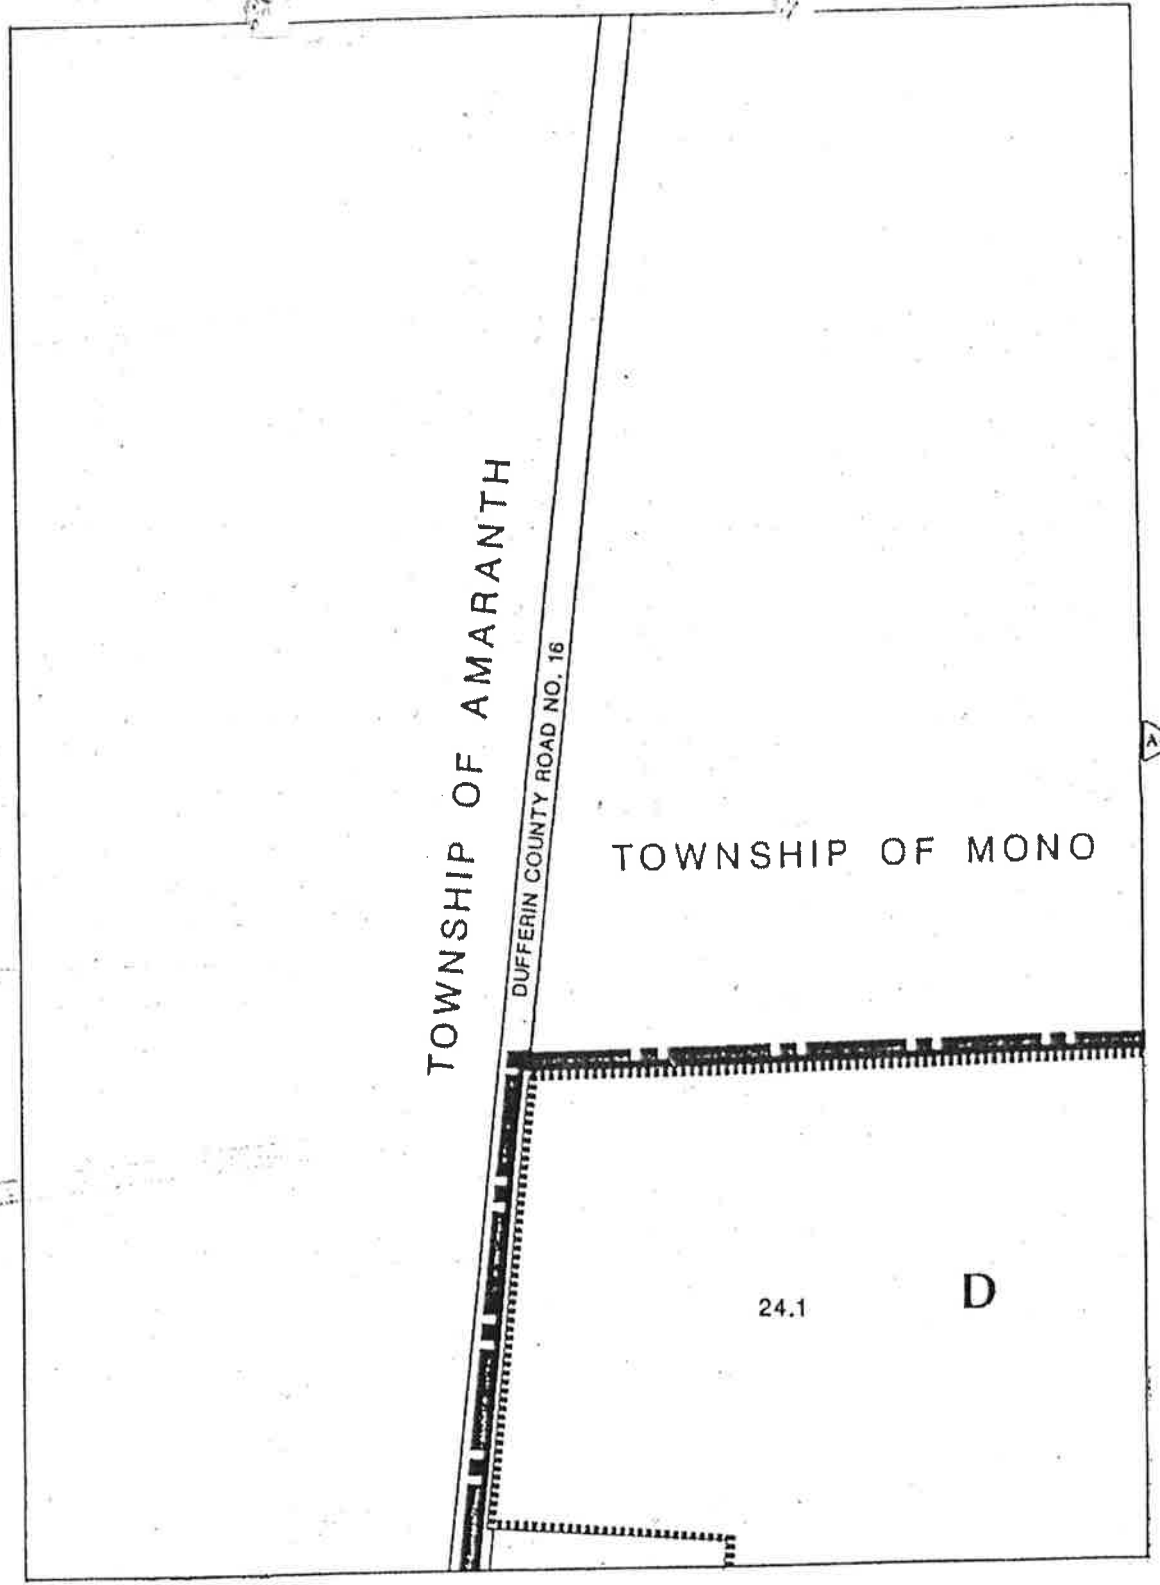 TOWNSHIP OF AMARANTH
DUFFERIN COUNTY ROAD NO. 16
TOWNSHIP OF MONO
A
24.1
D